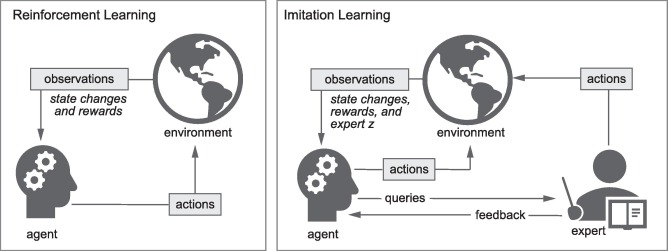 Reinforcement Learning
observations
state changes
and rewards
environment
actions
agent
Imitation Learning
observations
state changes,
rewards, and
expert z
environment
actions
actions
queries
feedback
agent
expert